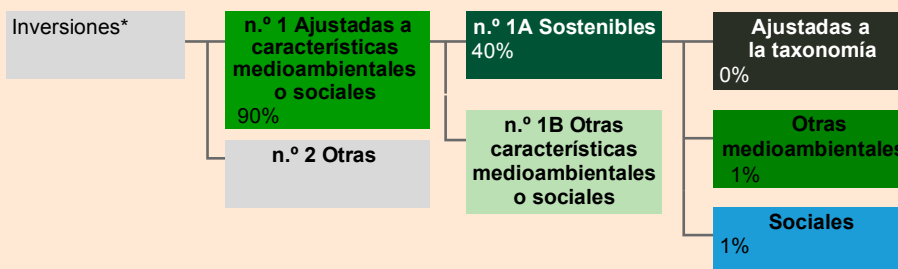 Inversiones*
n.º 1 Ajustadas a
características
medioambientales
o sociales
90%
n.º 2 Otras
n.º 1A Sostenibles
40%
n.º 1B Otras
características
medioambientales
o sociales
Ajustadas a
la taxonomía
0%
Otras
medioambientales
1%
Sociales
1%